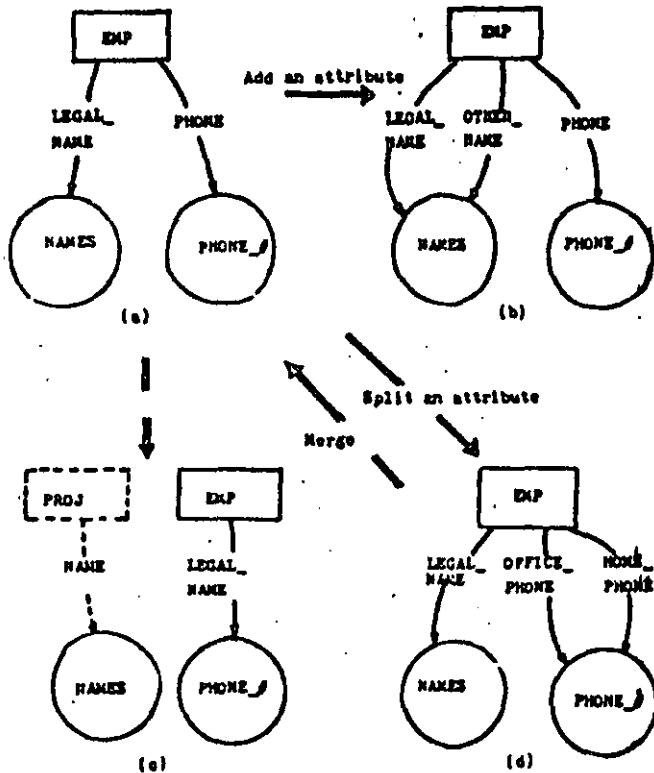 EMP
EMP
Add an attribute
LEGAL_
NAME
PHONE
LEGAL_
NAME
OTHER_
NAME
PHONE
NAMES
PHONE_#
NAMES
PHONE_#
(a)
(b)
Split an attribute
Merge
PROJ
EMP
EMP
NAME
LEGAL_
NAME
LEGAL_
NAME
OFFICE_
PHONE
HOME_
PHONE
NAMES
PHONE_#
NAMES
PHONE_#
(c)
(d)